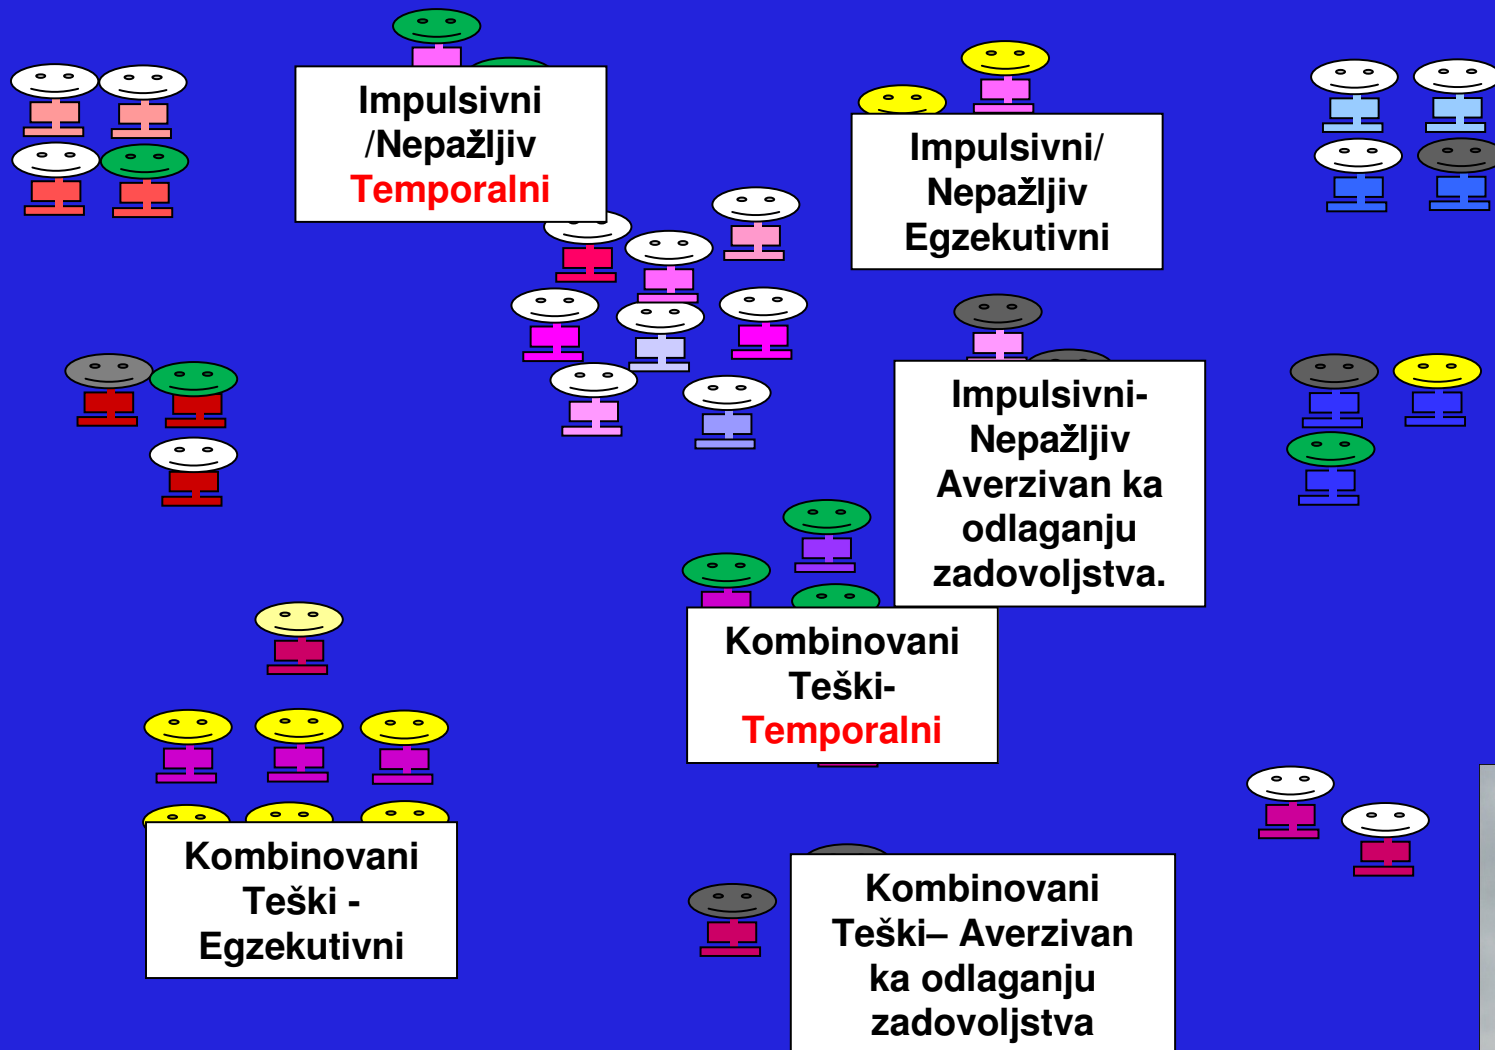 Impulsivni
/Nepažljiv
Temporalni
Impulsivni/
Nepažljiv
Egzekutivni
Impulsivni-
Nepažljiv
Averzivan ka
odlaganju
zadovoljstva.
Kombinovani
Teški-
Temporalni
Kombinovani
Teški -
Egzekutivni
Kombinovani
Teški– Averzivan
ka odlaganju
zadovoljstva